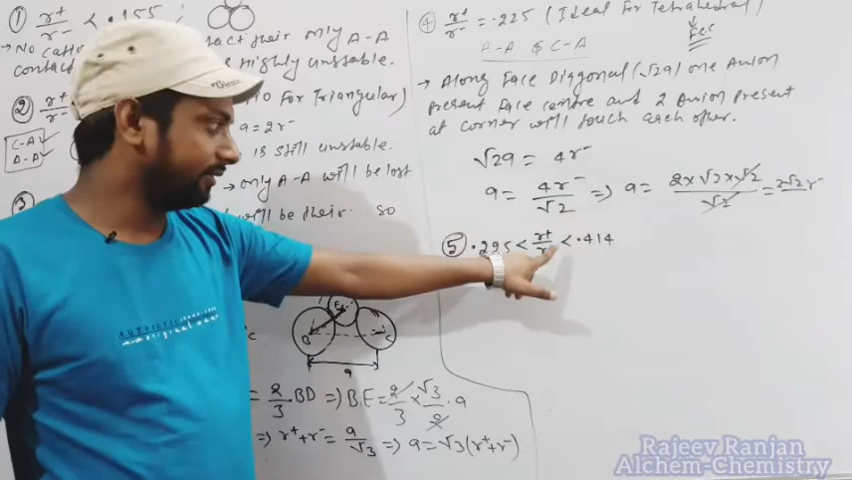 ① r⁺/r⁻ < .155
→ No
contact their only A-A
contact
highly unstable.
② r⁺
For Triangular)
C-A✓
A-A✓
a = 2r⁻
is still unstable.
→ only A-A will be lost
③
will be their. so
B
E
C
a
= 2/3 . BD ⇒ BE = 2/3 × √3/2 . a
⇒ r⁺+r⁻ = a/√3 ⇒ a = √3(r⁺+r⁻)
④ r⁺/r⁻ = .225 (Ideal For Tetrahedral)
↓
Fcc
A-A $ C-A
→ Along Face Diagonal (√2a) one Anion
present Face centre and 2 Anion present
at corner will touch each other.
√2a = 4r⁻
a = 4r⁻/√2 ⇒ a = 2×√2×√2/√2 = 2√2r⁻
⑤ .225 < r⁺/r < .414
Rajeev Ranjan
Alchem-Chemistry